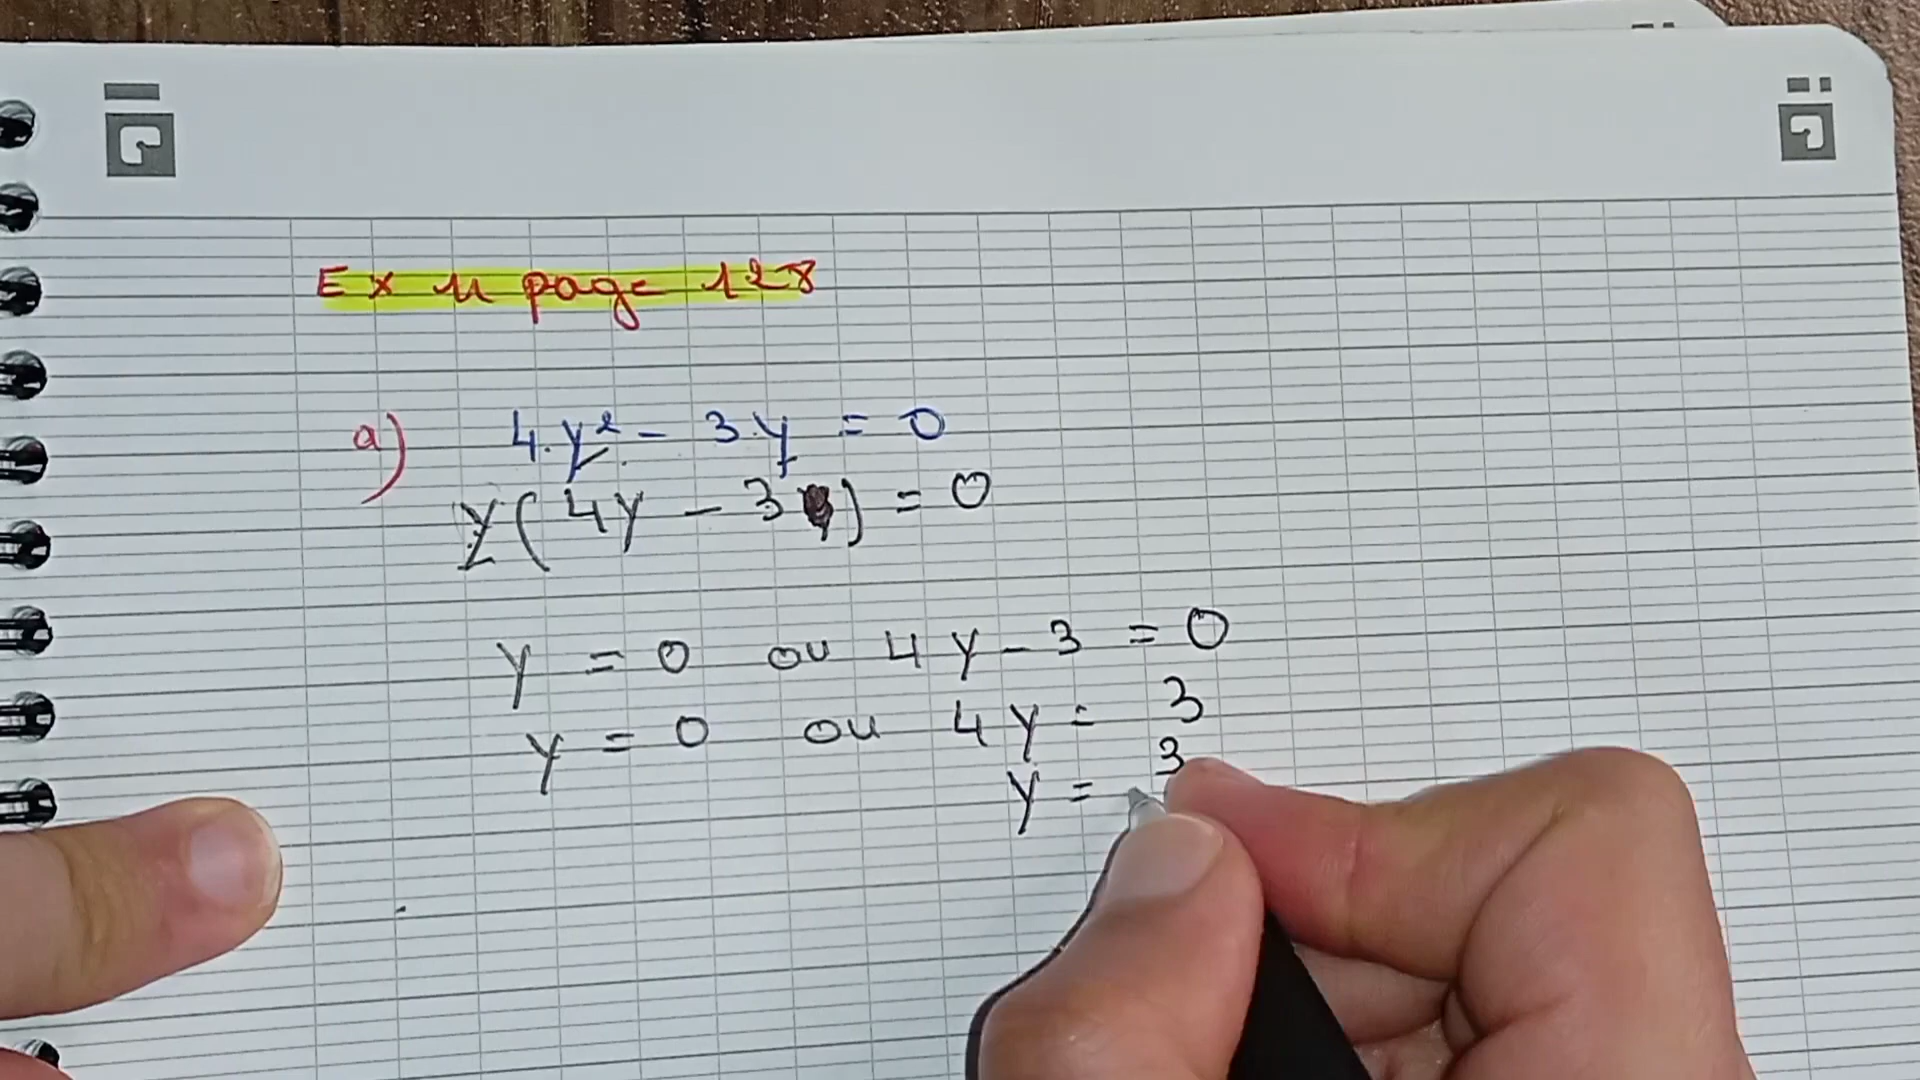 Ex 11 page 128
a) 4.y² - 3.y = 0
y(4y - 3) = 0
y = 0 ou 4y - 3 = 0
y = 0 ou 4y = 3
y = 3